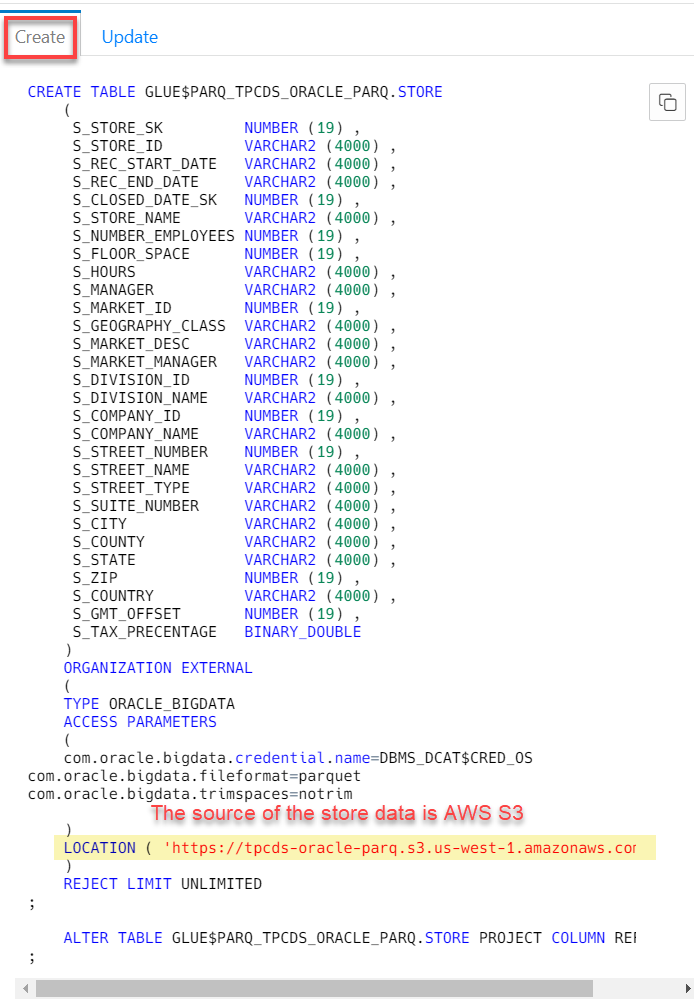 Create Update
CREATE TABLE GLUE$PARQ_TPCDS_ORACLE_PARQ.STORE
(
S_STORE_SK NUMBER (19) ,
S_STORE_ID VARCHAR2 (4000) ,
S_REC_START_DATE VARCHAR2 (4000) ,
S_REC_END_DATE VARCHAR2 (4000) ,
S_CLOSED_DATE_SK NUMBER (19) ,
S_STORE_NAME VARCHAR2 (4000) ,
S_NUMBER_EMPLOYEES NUMBER (19) ,
S_FLOOR_SPACE NUMBER (19) ,
S_HOURS VARCHAR2 (4000) ,
S_MANAGER VARCHAR2 (4000) ,
S_MARKET_ID NUMBER (19) ,
S_GEOGRAPHY_CLASS VARCHAR2 (4000) ,
S_MARKET_DESC VARCHAR2 (4000) ,
S_MARKET_MANAGER VARCHAR2 (4000) ,
S_DIVISION_ID NUMBER (19) ,
S_DIVISION_NAME VARCHAR2 (4000) ,
S_COMPANY_ID NUMBER (19) ,
S_COMPANY_NAME VARCHAR2 (4000) ,
S_STREET_NUMBER NUMBER (19) ,
S_STREET_NAME VARCHAR2 (4000) ,
S_STREET_TYPE VARCHAR2 (4000) ,
S_SUITE_NUMBER VARCHAR2 (4000) ,
S_CITY VARCHAR2 (4000) ,
S_COUNTY VARCHAR2 (4000) ,
S_STATE VARCHAR2 (4000) ,
S_ZIP NUMBER (19) ,
S_COUNTRY VARCHAR2 (4000) ,
S_GMT_OFFSET NUMBER (19) ,
S_TAX_PRECENTAGE BINARY_DOUBLE
)
ORGANIZATION EXTERNAL
(
TYPE ORACLE_BIGDATA
ACCESS PARAMETERS
(
com.oracle.bigdata.credential.name=DBMS_DCAT$CRED_OS
com.oracle.bigdata.fileformat=parquet
com.oracle.bigdata.trimspaces=notrim
The source of the store data is AWS S3
)
LOCATION ( 'https://tpcds-oracle-parq.s3.us-west-1.amazonaws.com
)
REJECT LIMIT UNLIMITED
;
ALTER TABLE GLUE$PARQ_TPCDS_ORACLE_PARQ.STORE PROJECT COLUMN
;